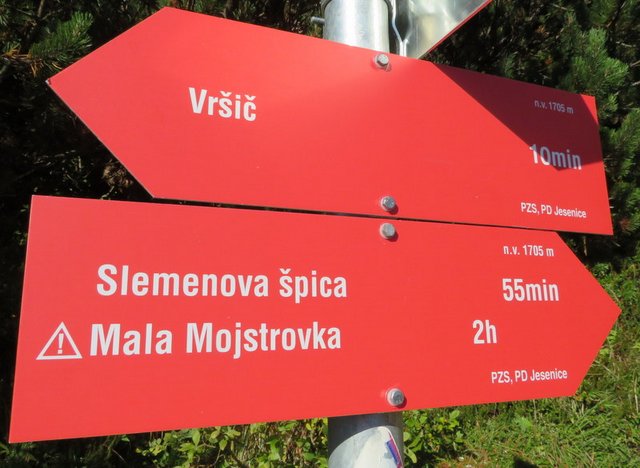 n.v. 1705 m
Vršič 10min
PZS, PD Jesenice
n.v. 1705 m
Slemenova špica 55min
Mala Mojstrovka 2h
PZS, PD Jesenice